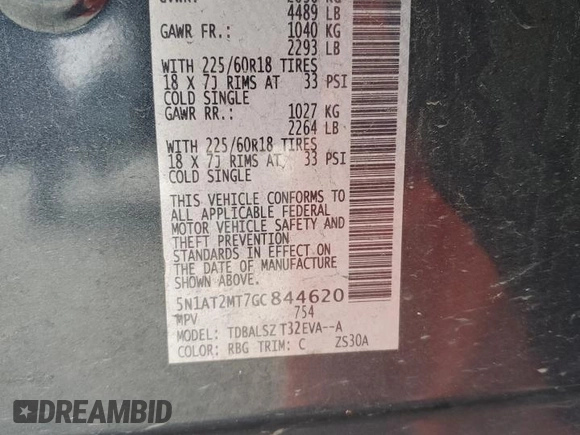 4489 LB
GAWR FR.: 1040 KG
2293 LB
WITH 225/60R18 TIRES
18 X 7J RIMS AT 33 PSI
COLD SINGLE
GAWR RR.: 1027 KG
2264 LB
WITH 225/60R18 TIRES
18 X 7J RIMS AT, 33 PSI
COLD SINGLE
THIS VEHICLE CONFORMS TO
ALL APPLICABLE FEDERAL
MOTOR VEHICLE SAFETY AND
THEFT PREVENTION
STANDARDS IN EFFECT ON
THE DATE OF MANUFACTURE
SHOWN ABOVE.
5N1AT2MT7GC844620
MPV 754
MODEL: TDBALSZ T32EVA--A
COLOR: RBG TRIM: C ZS30A
DREAMBID